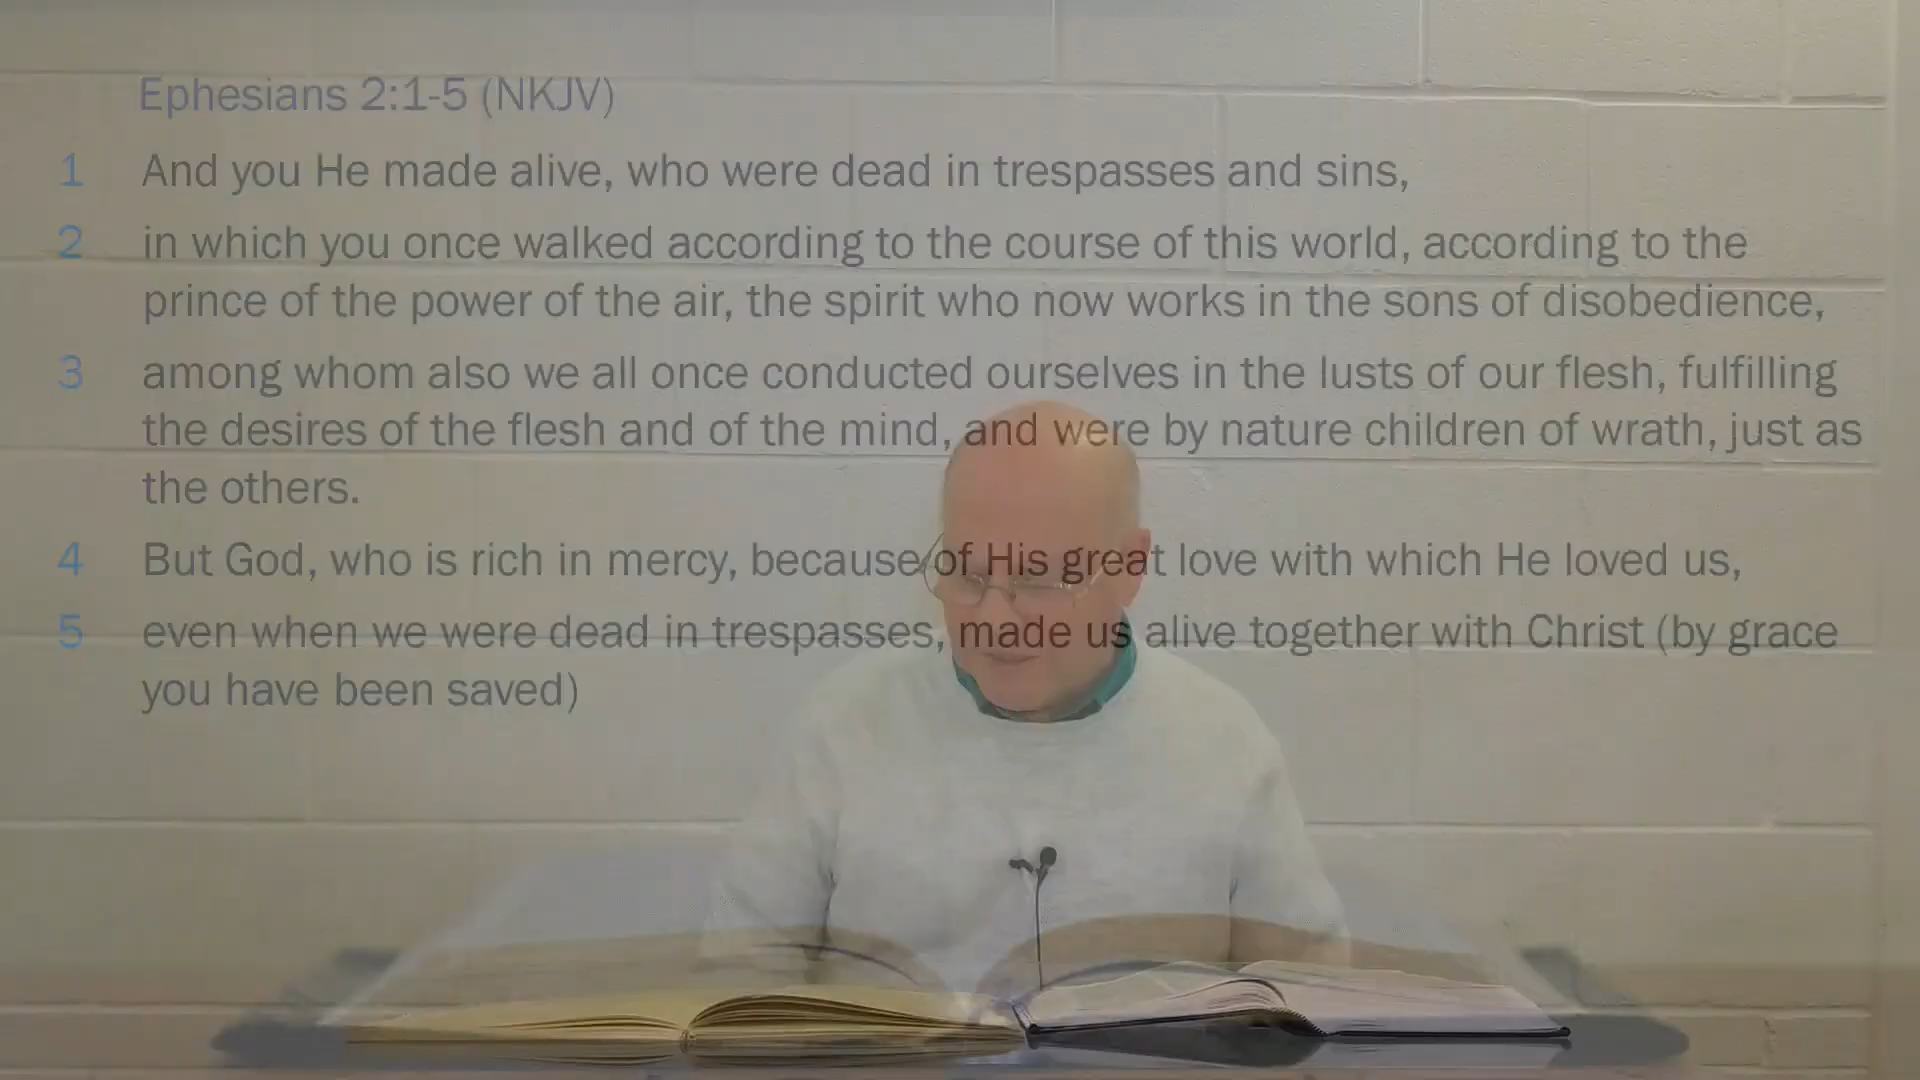 Ephesians 2:1-5 (NKJV)
1 And you He made alive, who were dead in trespasses and sins,
2 in which you once walked according to the course of this world, according to the
prince of the power of the air, the spirit who now works in the sons of disobedience,
3 among whom also we all once conducted ourselves in the lusts of our flesh, fulfilling
the desires of the flesh and of the mind, and were by nature children of wrath, just as
the others.
4 But God, who is rich in mercy, because of His great love with which He loved us,
5 even when we were dead in trespasses, made us alive together with Christ (by grace
you have been saved)